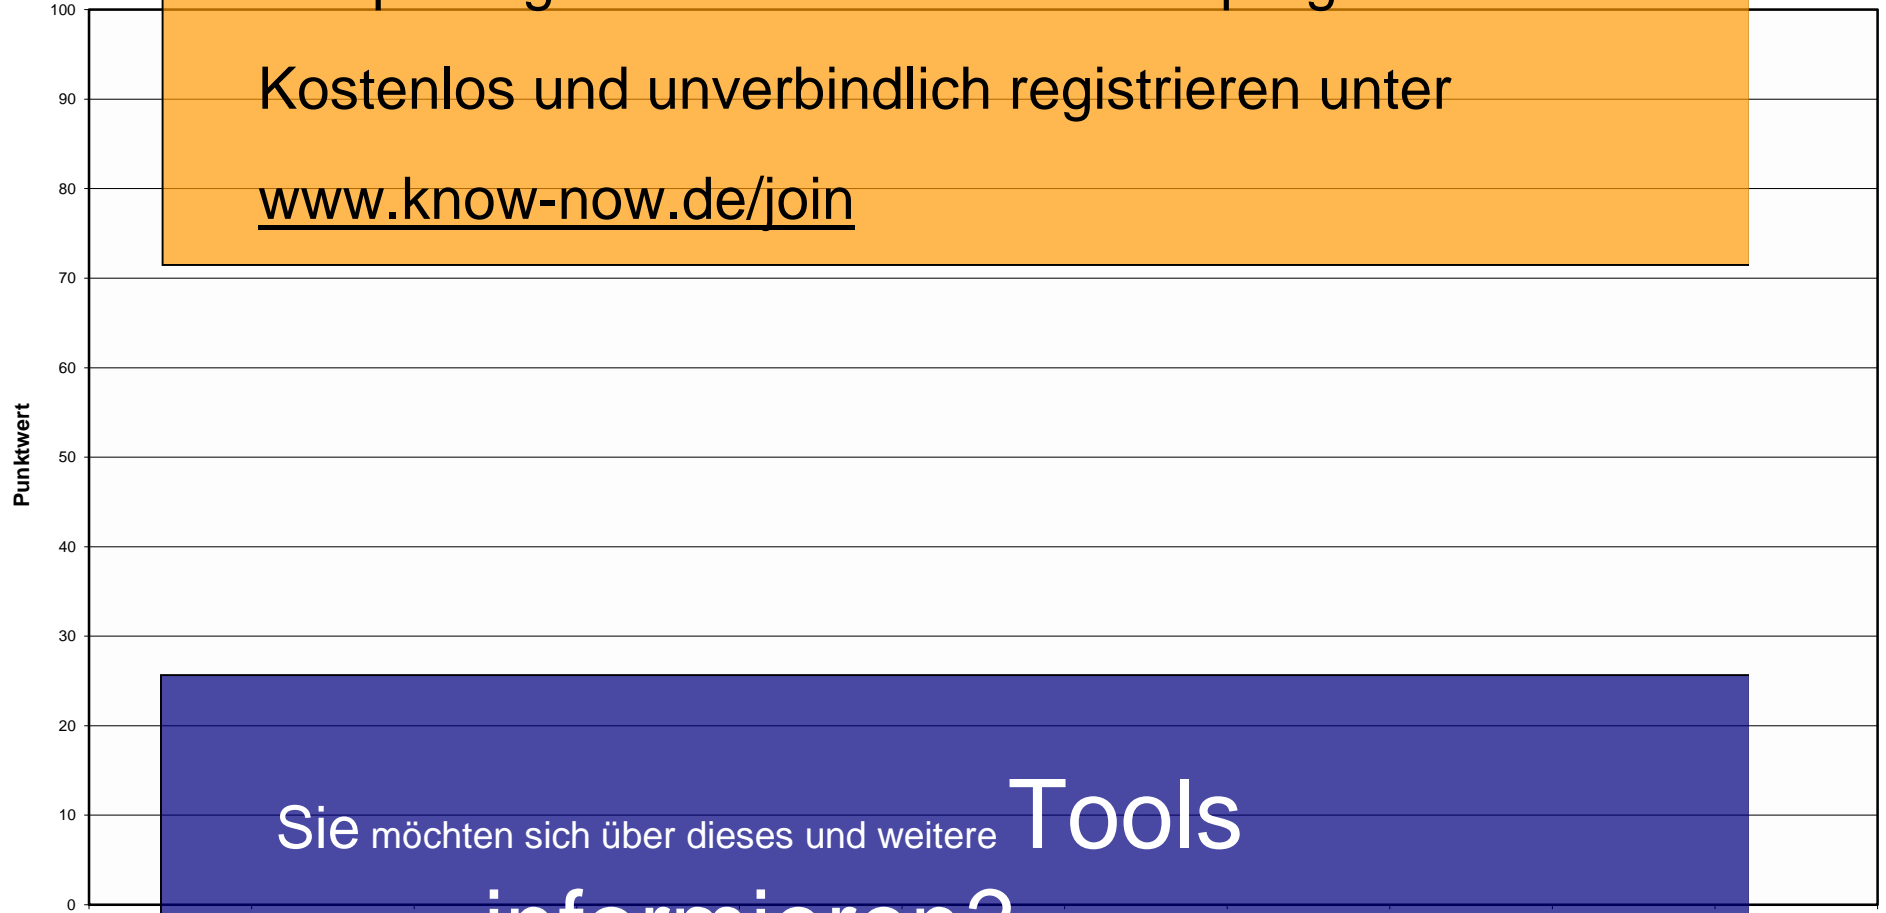 100
Kostenlos und unverbindlich registrieren unter
90
www.know-now.de/join
80
70
60
Punktwert
50
40
30
20
10
Sie möchten sich über dieses und weitere Tools
informieren?
0